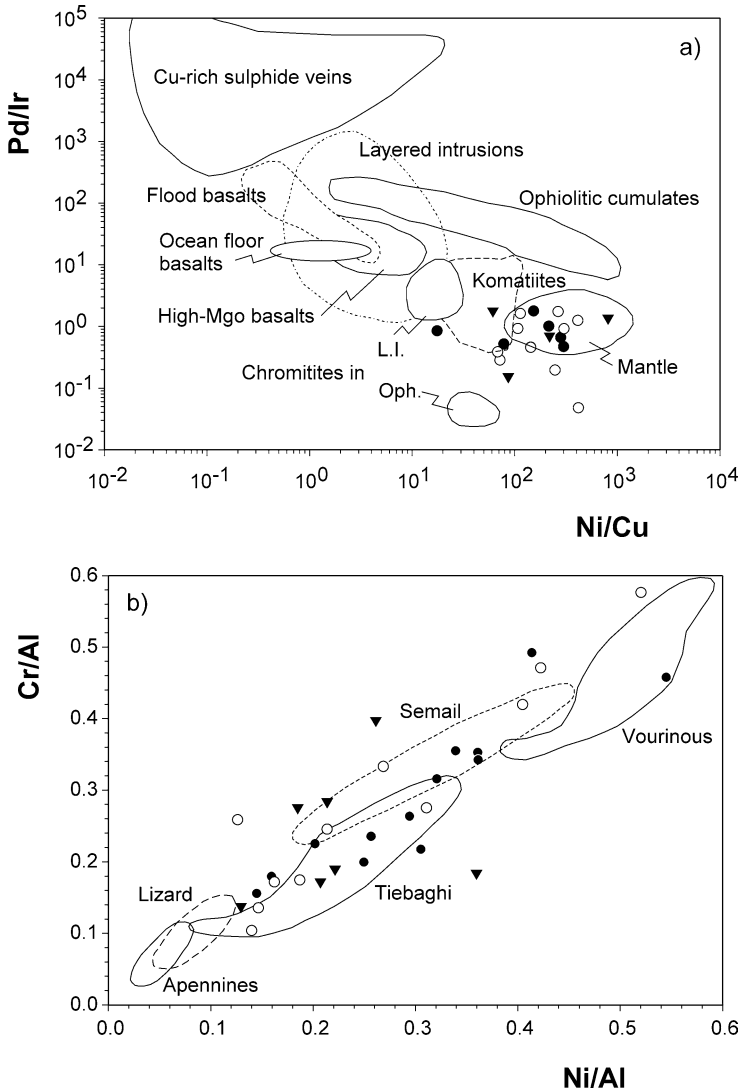 10^5
a)
Cu-rich sulphide veins
10^4
Pd/Ir
10^3
Layered intrusions
Flood basalts
Ophiolitic cumulates
10^2
Ocean floor
basalts
10^1
Komatiites
High-Mgo basalts
10^0
L.I.
Mantle
Chromitites in
Oph.
10^-1
10^-2
10^-2 10^-1 10^0 10^1 10^2 10^3 10^4
Ni/Cu
0.6
b)
Cr/Al
0.5
Semail
0.4
Vourinous
0.3
0.2
Lizard
Tiebaghi
0.1
Apennines
0.0
0.0 0.1 0.2 0.3 0.4 0.5 0.6
Ni/Al